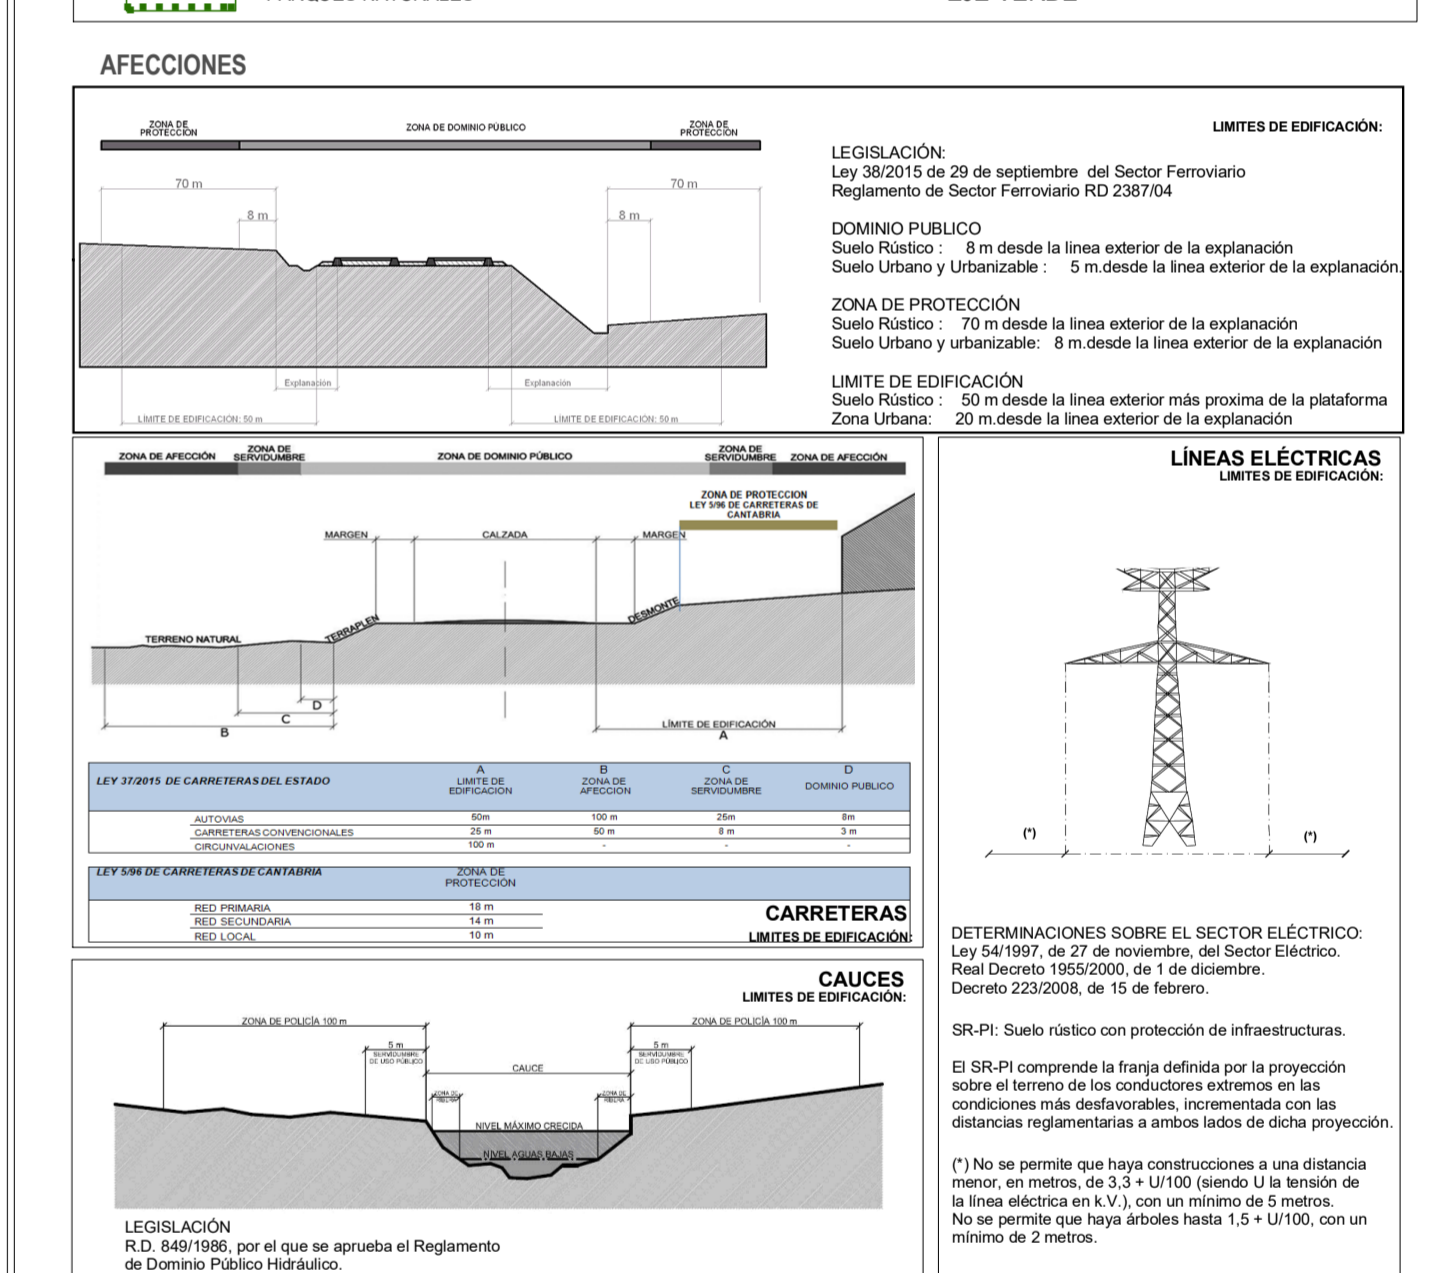 AFECCIONES
ZONA DE
PROTECCIÓN
ZONA DE DOMINIO PÚBLICO
ZONA DE
PROTECCIÓN
70 m
70 m
8 m
8 m
Explanación
Explanación
LÍMITE DE EDIFICACIÓN: 50 m
LÍMITE DE EDIFICACIÓN: 50 m
LIMITES DE EDIFICACIÓN:
LEGISLACIÓN:
Ley 38/2015 de 29 de septiembre del Sector Ferroviario
Reglamento de Sector Ferroviario RD 2387/04
DOMINIO PUBLICO
Suelo Rústico : 8 m desde la linea exterior de la explanación
Suelo Urbano y Urbanizable : 5 m.desde la linea exterior de la explanación.
ZONA DE PROTECCIÓN
Suelo Rústico : 70 m desde la linea exterior de la explanación
Suelo Urbano y urbanizable: 8 m.desde la linea exterior de la explanación
LIMITE DE EDIFICACIÓN
Suelo Rústico : 50 m desde la linea exterior más proxima de la plataforma
Zona Urbana: 20 m.desde la linea exterior de la explanación
ZONA DE AFECCIÓN
ZONA DE
SERVIDUMBRE
ZONA DE DOMINIO PÚBLICO
ZONA DE
SERVIDUMBRE
ZONA DE AFECCIÓN
ZONA DE PROTECCION
LEY 5/96 DE CARRETERAS DE
CANTABRIA
MARGEN
CALZADA
MARGEN
TERRENO NATURAL
TERRAPLEN
DESMONTE
D
C
B
LÍMITE DE EDIFICACIÓN
A
LEY 37/2015 DE CARRETERAS DEL ESTADO
A
LIMITE DE
EDIFICACION
B
ZONA DE
AFECCION
C
ZONA DE
SERVIDUMBRE
D
DOMINIO PUBLICO
AUTOVIAS 50m 100 m 25m 8m
CARRETERAS CONVENCIONALES 25 m 50 m 8 m 3 m
CIRCUNVALACIONES 100 m - - -
LEY 5/96 DE CARRETERAS DE CANTABRIA
ZONA DE
PROTECCIÓN
RED PRIMARIA 18 m
RED SECUNDARIA 14 m
RED LOCAL 10 m
CARRETERAS
LIMITES DE EDIFICACIÓN:
LÍNEAS ELÉCTRICAS
LIMITES DE EDIFICACIÓN:
(*)
(*)
DETERMINACIONES SOBRE EL SECTOR ELÉCTRICO:
Ley 54/1997, de 27 de noviembre, del Sector Eléctrico.
Real Decreto 1955/2000, de 1 de diciembre.
Decreto 223/2008, de 15 de febrero.
SR-PI: Suelo rústico con protección de infraestructuras.
El SR-PI comprende la franja definida por la proyección
sobre el terreno de los conductores extremos en las
condiciones más desfavorables, incrementada con las
distancias reglamentarias a ambos lados de dicha proyección.
(*) No se permite que haya construcciones a una distancia
menor, en metros, de 3,3 + U/100 (siendo U la tensión de
la línea eléctrica en k.V.), con un mínimo de 5 metros.
No se permite que haya árboles hasta 1,5 + U/100, con un
mínimo de 2 metros.
CAUCES
LIMITES DE EDIFICACIÓN:
ZONA DE POLICÍA 100 m
ZONA DE POLICÍA 100 m
5 m
SERVIDUMBRE
DE USO PÚBLICO
5 m
SERVIDUMBRE
DE USO PÚBLICO
CAUCE
ZONA DE
RIBERA
ZONA DE
RIBERA
NIVEL MÁXIMO CRECIDA
NIVEL AGUAS BAJAS
LEGISLACIÓN
R.D. 849/1986, por el que se aprueba el Reglamento
de Dominio Público Hidráulico.